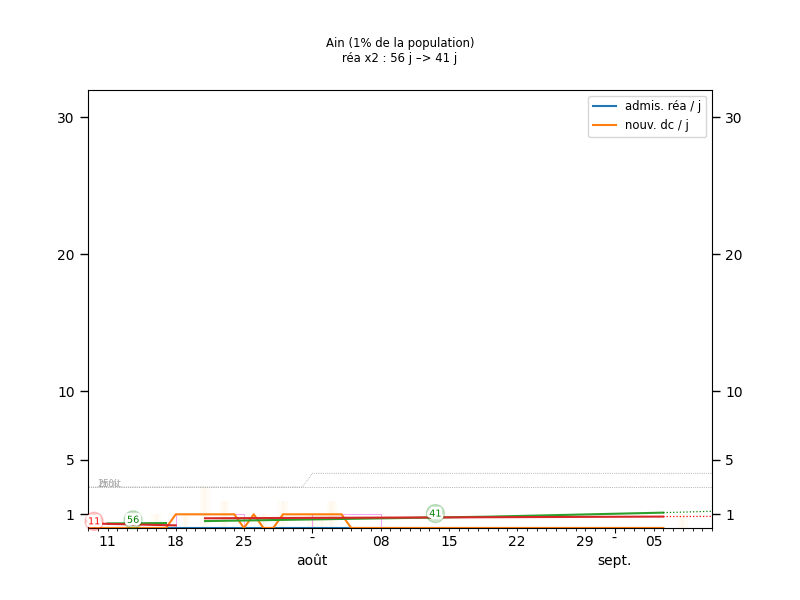 Ain (1% de la population)
réa x2 : 56 j –> 41 j
admis. réa / j
nouv. dc / j
30 30
20 20
10 10
5 5
1 1
11 56 41
11 18 25 - 08 15 22 29 - 05
août sept.